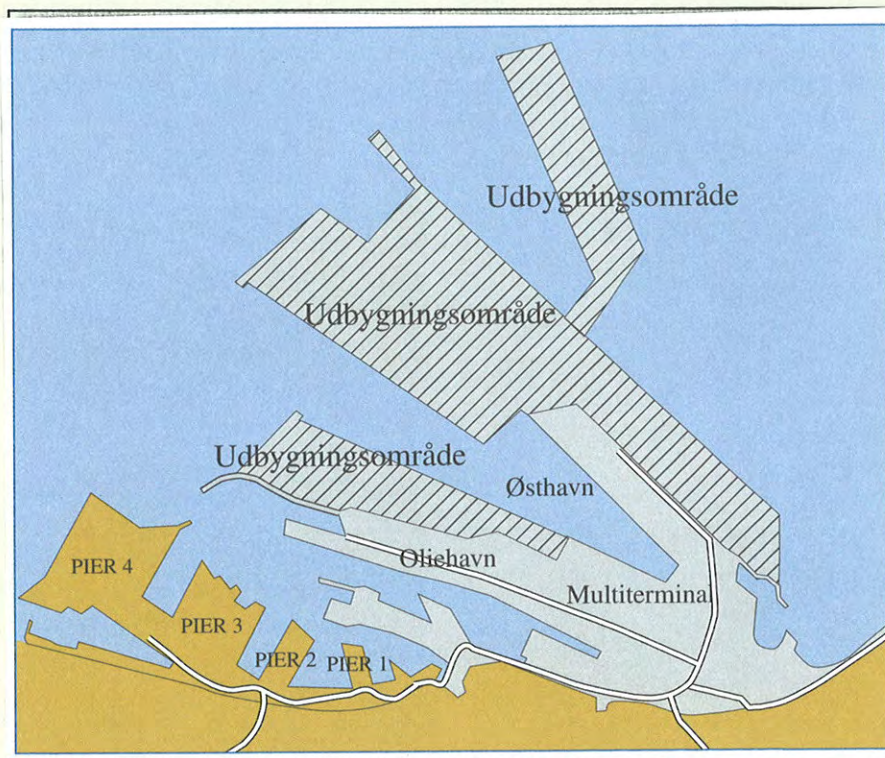 Udbygningsområde
Udbygningsområde
Udbygningsområde
Østhavn
Oliehavn
PIER 4
Multiterminal
PIER 3
PIER 2
PIER 1